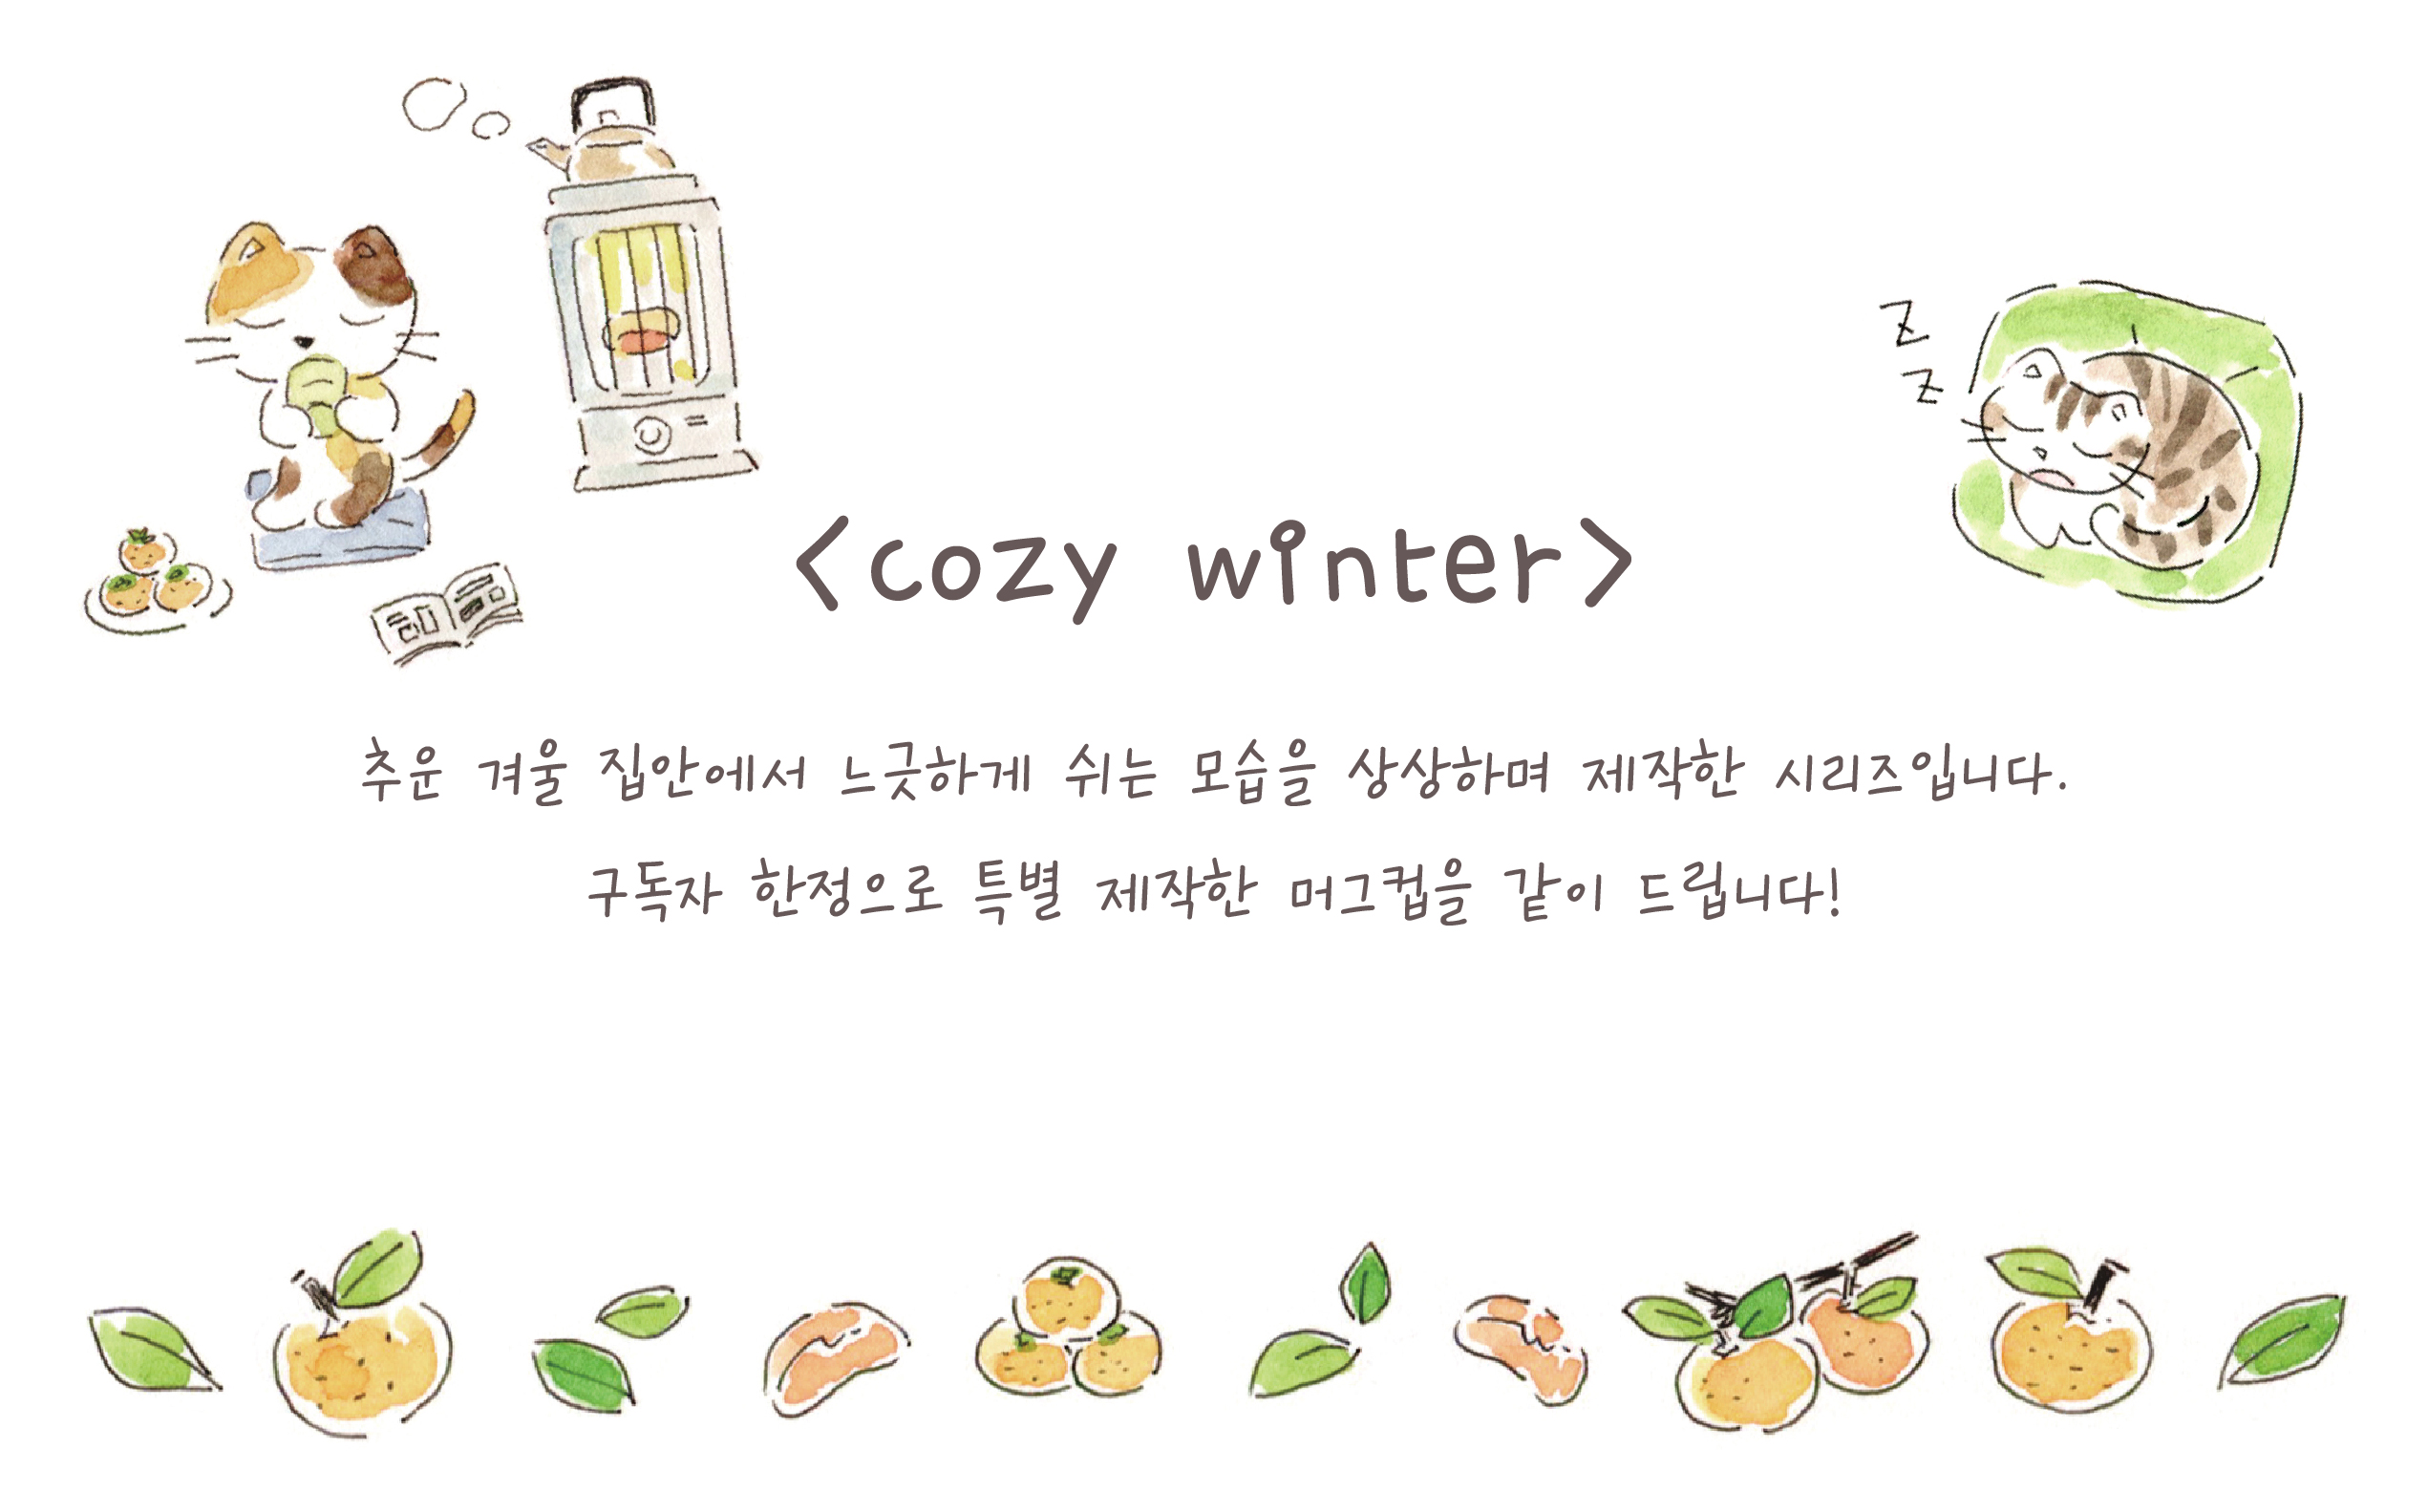 <cozy winter>
추운 겨울 집안에서 느긋하게 쉬는 모습을 상상하며 제작한 시리즈입니다.
구독자 한정으로 특별 제작한 머그컵을 같이 드립니다!
Z
Z